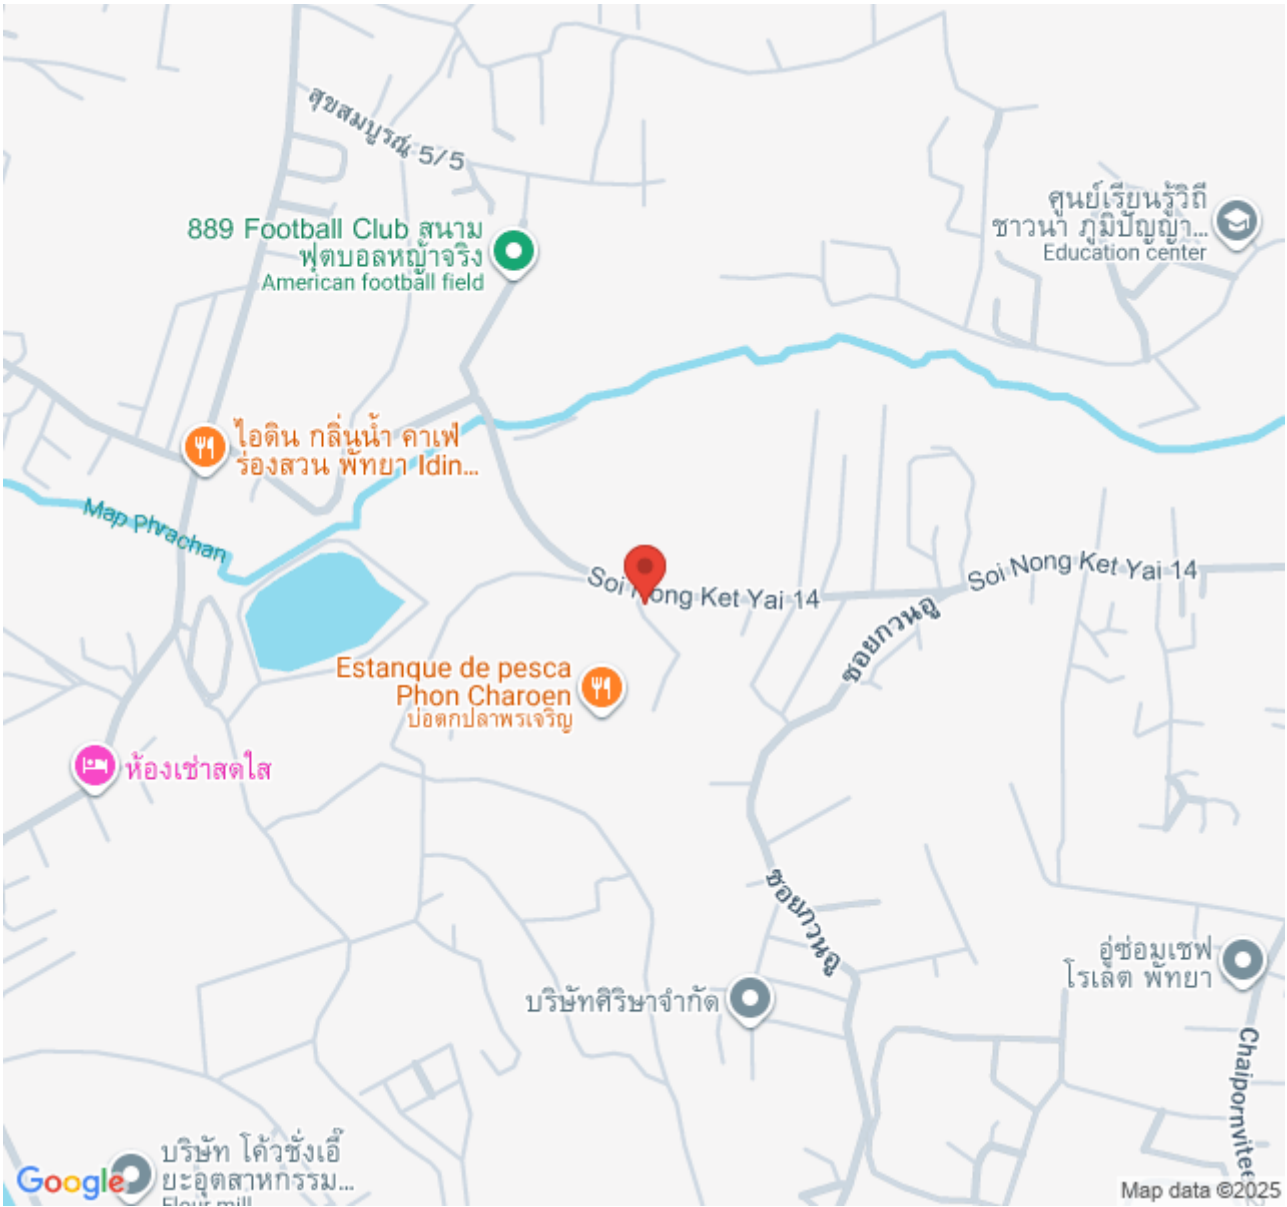 สุขสมบูรณ์ 5/5
889 Football Club สนาม
ฟุตบอลหญ้าจริง
American football field
ศูนย์เรียนรู้วิถี
ชาวนา ภูมิปัญญา...
Education center
ไอดิน กลิ่นน้ำ คาเฟ่
ร่องสวน พัทยา Idin...
Map Phrachan
Soi Nong Ket Yai 14
Soi Nong Ket Yai 14
ซอยกวนอู
Estanque de pesca
Phon Charoen
บ่อตกปลาพรเจริญ
ห้องเช่าสดใส
ซอยกวนอู
อู่ซ่อมเชฟ
โรเล็ต พัทยา
บริษัทศิริษาจำกัด
Chaipornvitee
บริษัท โค้วชั่งเอี๊
ยะอุตสาหกรรม...
Flour mill
Google
Map data ©2025